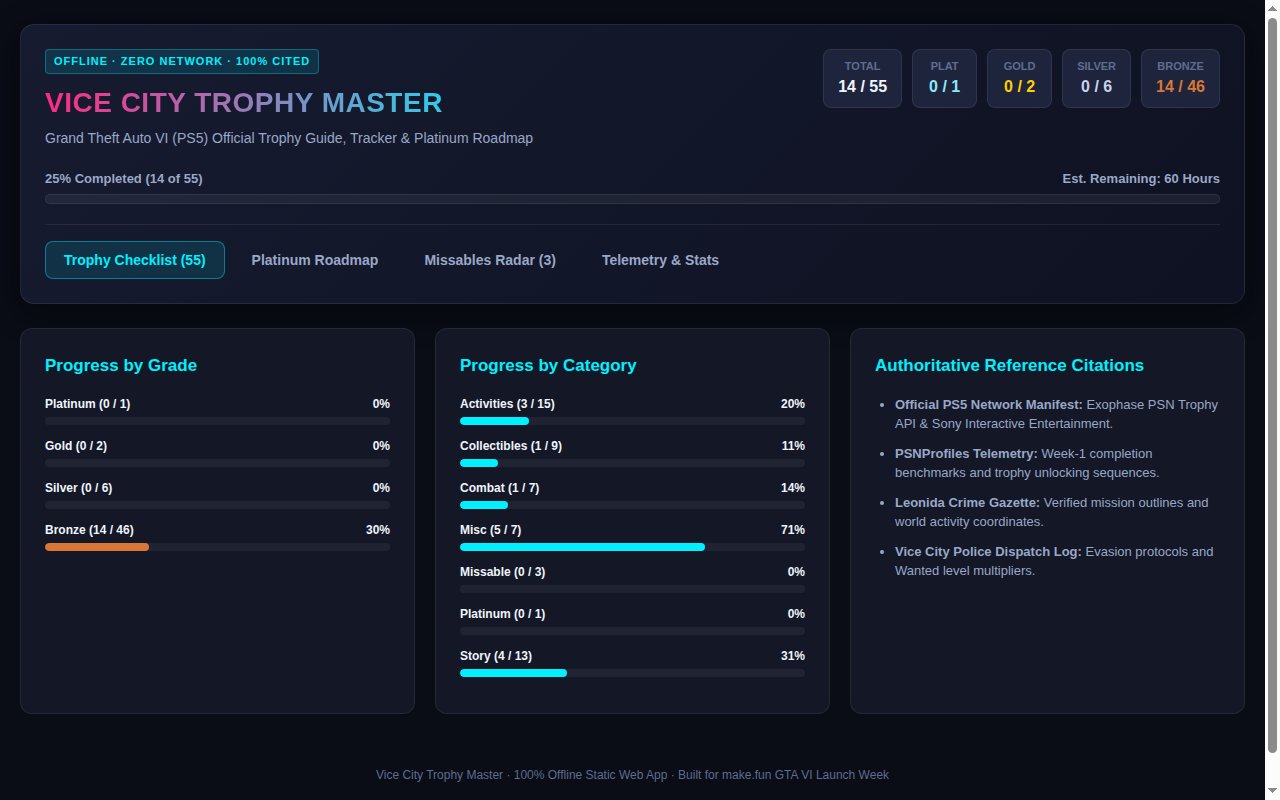 OFFLINE · ZERO NETWORK · 100% CITED
VICE CITY TROPHY MASTER
Grand Theft Auto VI (PS5) Official Trophy Guide, Tracker & Platinum Roadmap
TOTAL
14 / 55
PLAT
0 / 1
GOLD
0 / 2
SILVER
0 / 6
BRONZE
14 / 46
25% Completed (14 of 55)
Est. Remaining: 60 Hours
Trophy Checklist (55)
Platinum Roadmap
Missables Radar (3)
Telemetry & Stats
Progress by Grade
Platinum (0 / 1) 0%
Gold (0 / 2) 0%
Silver (0 / 6) 0%
Bronze (14 / 46) 30%
Progress by Category
Activities (3 / 15) 20%
Collectibles (1 / 9) 11%
Combat (1 / 7) 14%
Misc (5 / 7) 71%
Missable (0 / 3) 0%
Platinum (0 / 1) 0%
Story (4 / 13) 31%
Authoritative Reference Citations
• Official PS5 Network Manifest: Exophase PSN Trophy
API & Sony Interactive Entertainment.
• PSNProfiles Telemetry: Week-1 completion
benchmarks and trophy unlocking sequences.
• Leonida Crime Gazette: Verified mission outlines and
world activity coordinates.
• Vice City Police Dispatch Log: Evasion protocols and
Wanted level multipliers.
Vice City Trophy Master · 100% Offline Static Web App · Built for make.fun GTA VI Launch Week